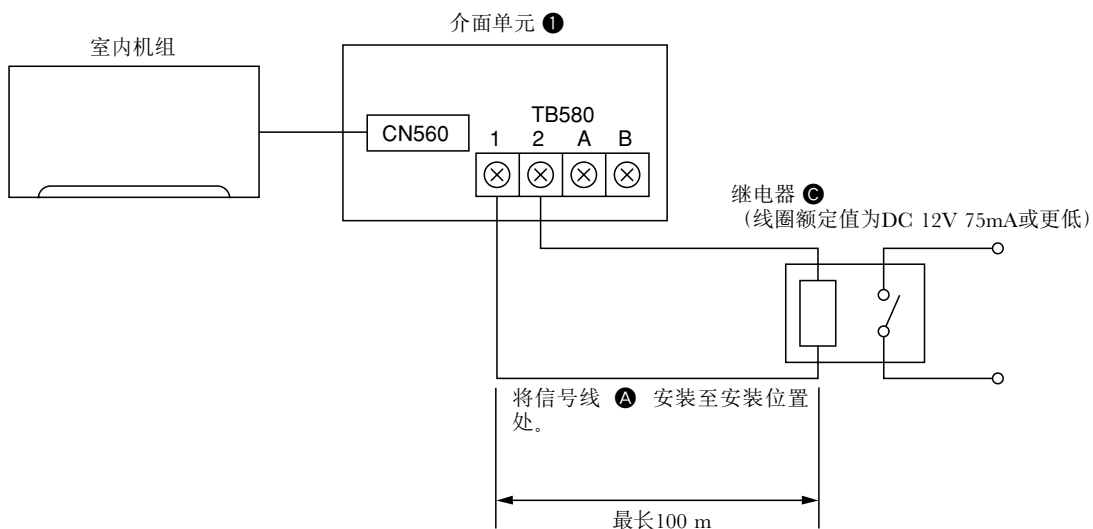 介面单元 ❶
室内机组
TB580
CN560
1 2 A B
继电器 Ⓒ
（线圈额定值为DC 12V 75mA或更低）
将信号线 Ⓐ 安装至安装位置
处。
最长100 m